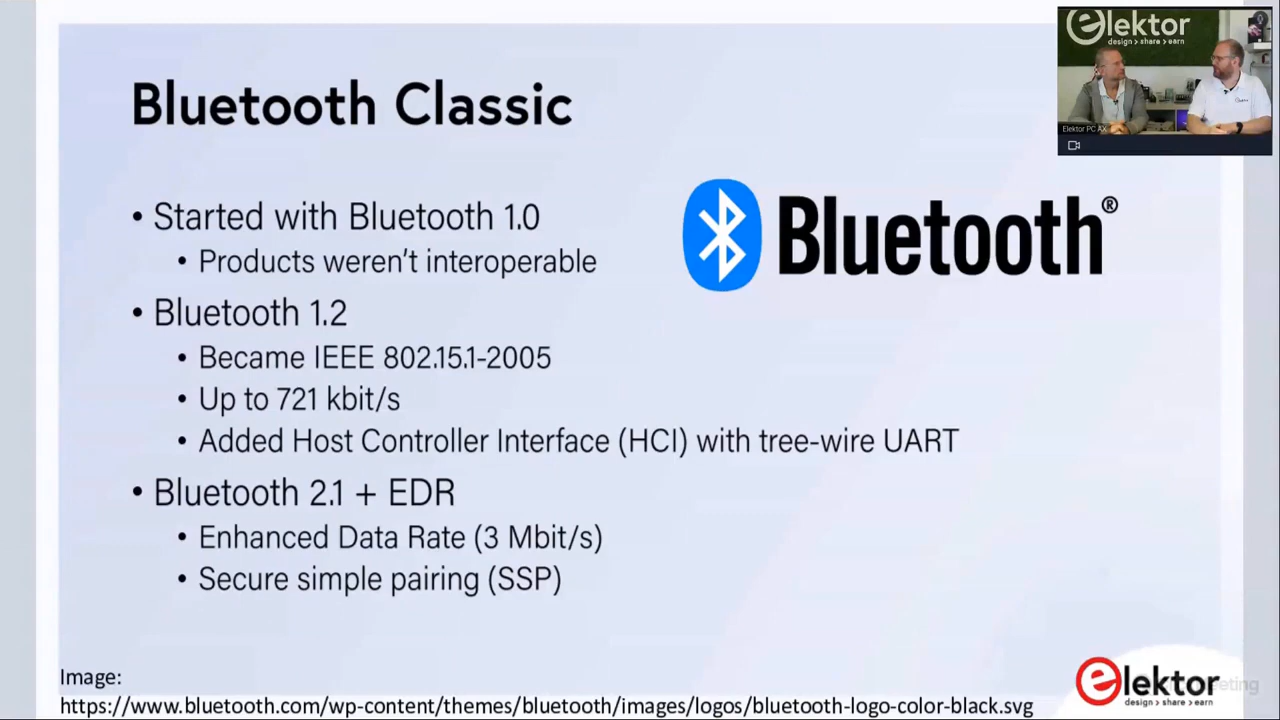 elektor
design > share > earn
Elektor PC AX
Bluetooth Classic
• Started with Bluetooth 1.0
• Products weren't interoperable
• Bluetooth 1.2
• Became IEEE 802.15.1-2005
• Up to 721 kbit/s
• Added Host Controller Interface (HCI) with tree-wire UART
• Bluetooth 2.1 + EDR
• Enhanced Data Rate (3 Mbit/s)
• Secure simple pairing (SSP)
Bluetooth®
Image:
https://www.bluetooth.com/wp-content/themes/bluetooth/images/logos/bluetooth-logo-color-black.svg
elektor
design > share > earn